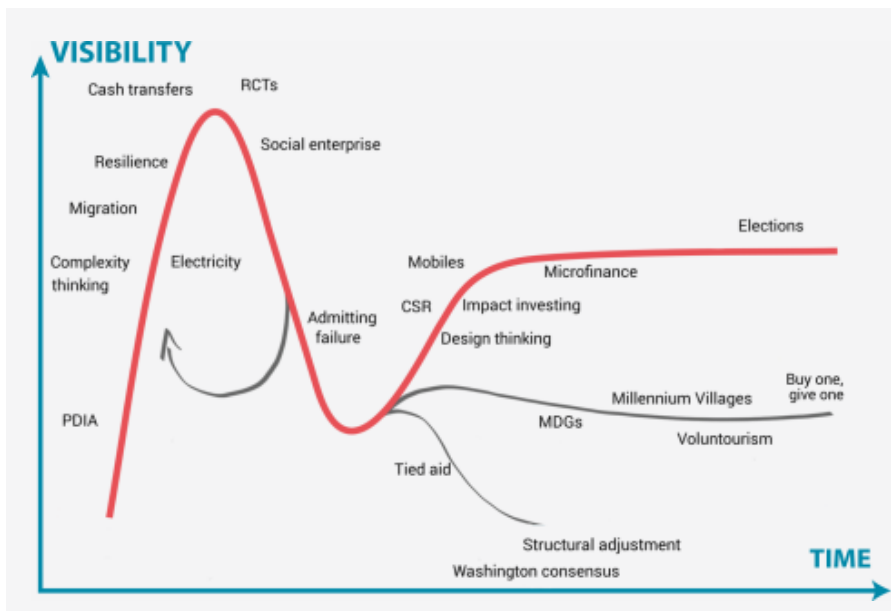 VISIBILITY
Cash transfers
RCTs
Social enterprise
Resilience
Migration
Elections
Complexity
thinking
Electricity
Mobiles
Microfinance
CSR
Impact investing
Admitting
failure
Design thinking
Buy one,
give one
Millennium Villages
PDIA
MDGs
Voluntourism
Tied aid
Structural adjustment
TIME
Washington consensus